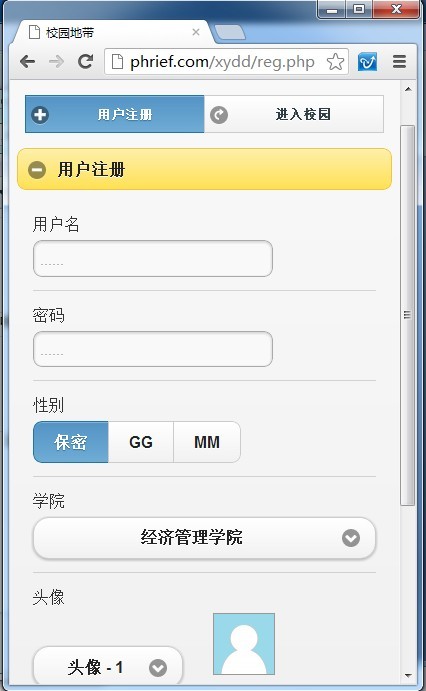 校园地带
phrief.com/xydd/reg.php
用户注册
进入校园
用户注册
用户名
......
密码
......
性别
保密
GG
MM
学院
经济管理学院
头像
头像 - 1